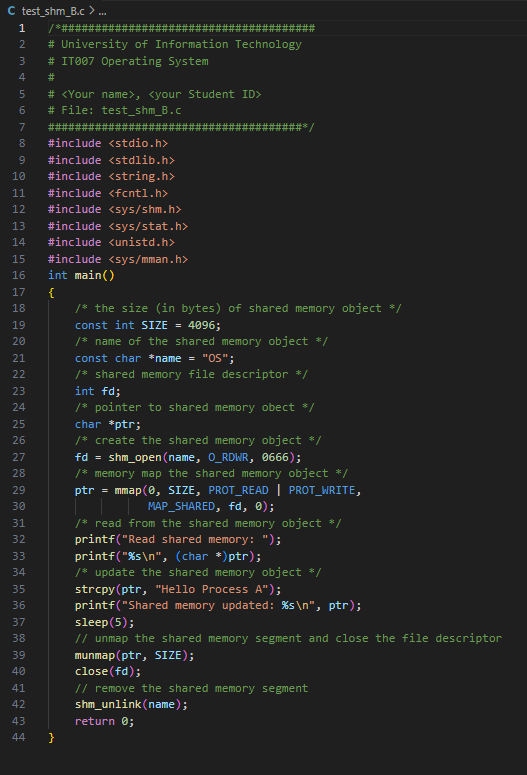 C test_shm_B.c > ...
1 /*######################################
2 # University of Information Technology
3 # IT007 Operating System
4 #
5 # <Your name>, <your Student ID>
6 # File: test_shm_B.c
7 ######################################*/
8 #include <stdio.h>
9 #include <stdlib.h>
10 #include <string.h>
11 #include <fcntl.h>
12 #include <sys/shm.h>
13 #include <sys/stat.h>
14 #include <unistd.h>
15 #include <sys/mman.h>
16 int main()
17 {
18     /* the size (in bytes) of shared memory object */
19     const int SIZE = 4096;
20     /* name of the shared memory object */
21     const char *name = "OS";
22     /* shared memory file descriptor */
23     int fd;
24     /* pointer to shared memory obect */
25     char *ptr;
26     /* create the shared memory object */
27     fd = shm_open(name, O_RDWR, 0666);
28     /* memory map the shared memory object */
29     ptr = mmap(0, SIZE, PROT_READ | PROT_WRITE,
30                MAP_SHARED, fd, 0);
31     /* read from the shared memory object */
32     printf("Read shared memory: ");
33     printf("%s\n", (char *)ptr);
34     /* update the shared memory object */
35     strcpy(ptr, "Hello Process A");
36     printf("Shared memory updated: %s\n", ptr);
37     sleep(5);
38     // unmap the shared memory segment and close the file descriptor
39     munmap(ptr, SIZE);
40     close(fd);
41     // remove the shared memory segment
42     shm_unlink(name);
43     return 0;
44 }